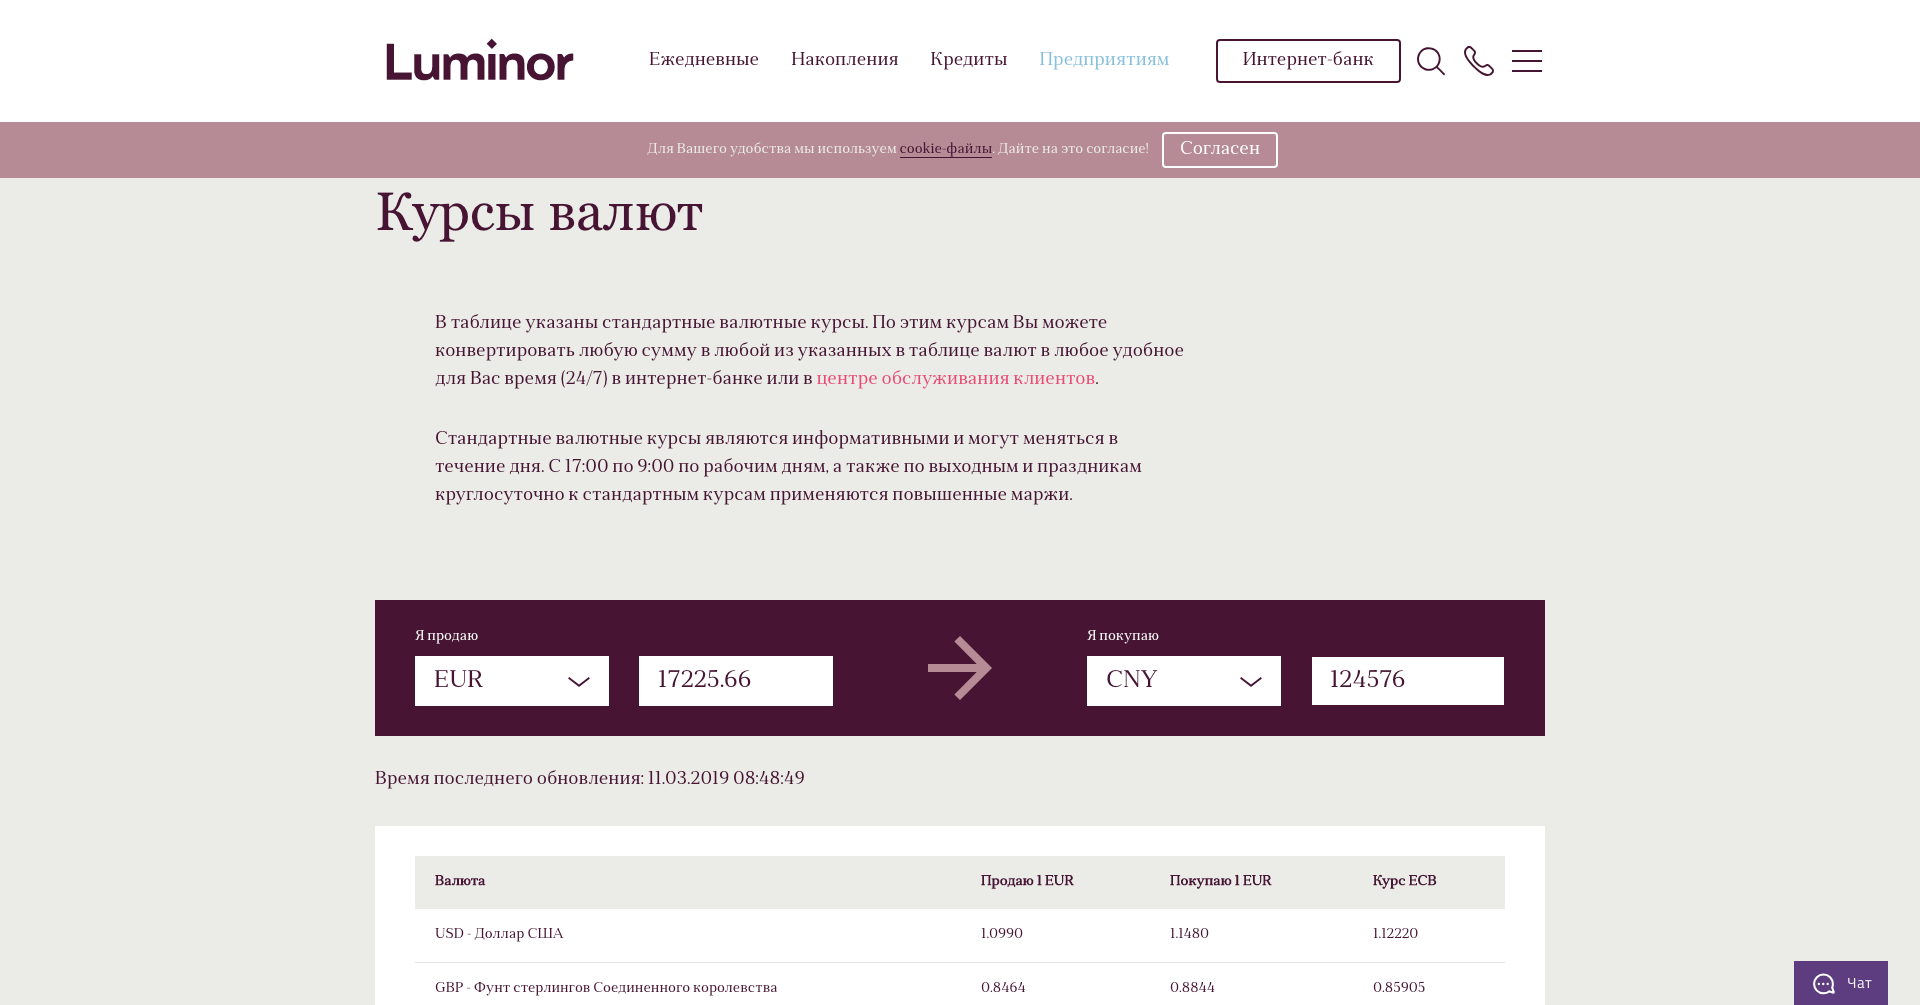 Luminor
Ежедневные Накопления Кредиты Предприятиям Интернет-банк
Для Вашего удобства мы используем cookie-файлы. Дайте на это согласие! Согласен
Курсы валют
В таблице указаны стандартные валютные курсы. По этим курсам Вы можете
конвертировать любую сумму в любой из указанных в таблице валют в любое удобное
для Вас время (24/7) в интернет-банке или в центре обслуживания клиентов.
Стандартные валютные курсы являются информативными и могут меняться в
течение дня. С 17:00 по 9:00 по рабочим дням, а также по выходным и праздникам
круглосуточно к стандартным курсам применяются повышенные маржи.
Я продаю Я покупаю
EUR 17225.66 CNY 124576
Время последнего обновления: 11.03.2019 08:48:49
Валюта Продаю 1 EUR Покупаю 1 EUR Курс ECB
USD - Доллар США 1.0990 1.1480 1.12220
GBP - Фунт стерлингов Соединенного королевства 0.8464 0.8844 0.85905
Чат